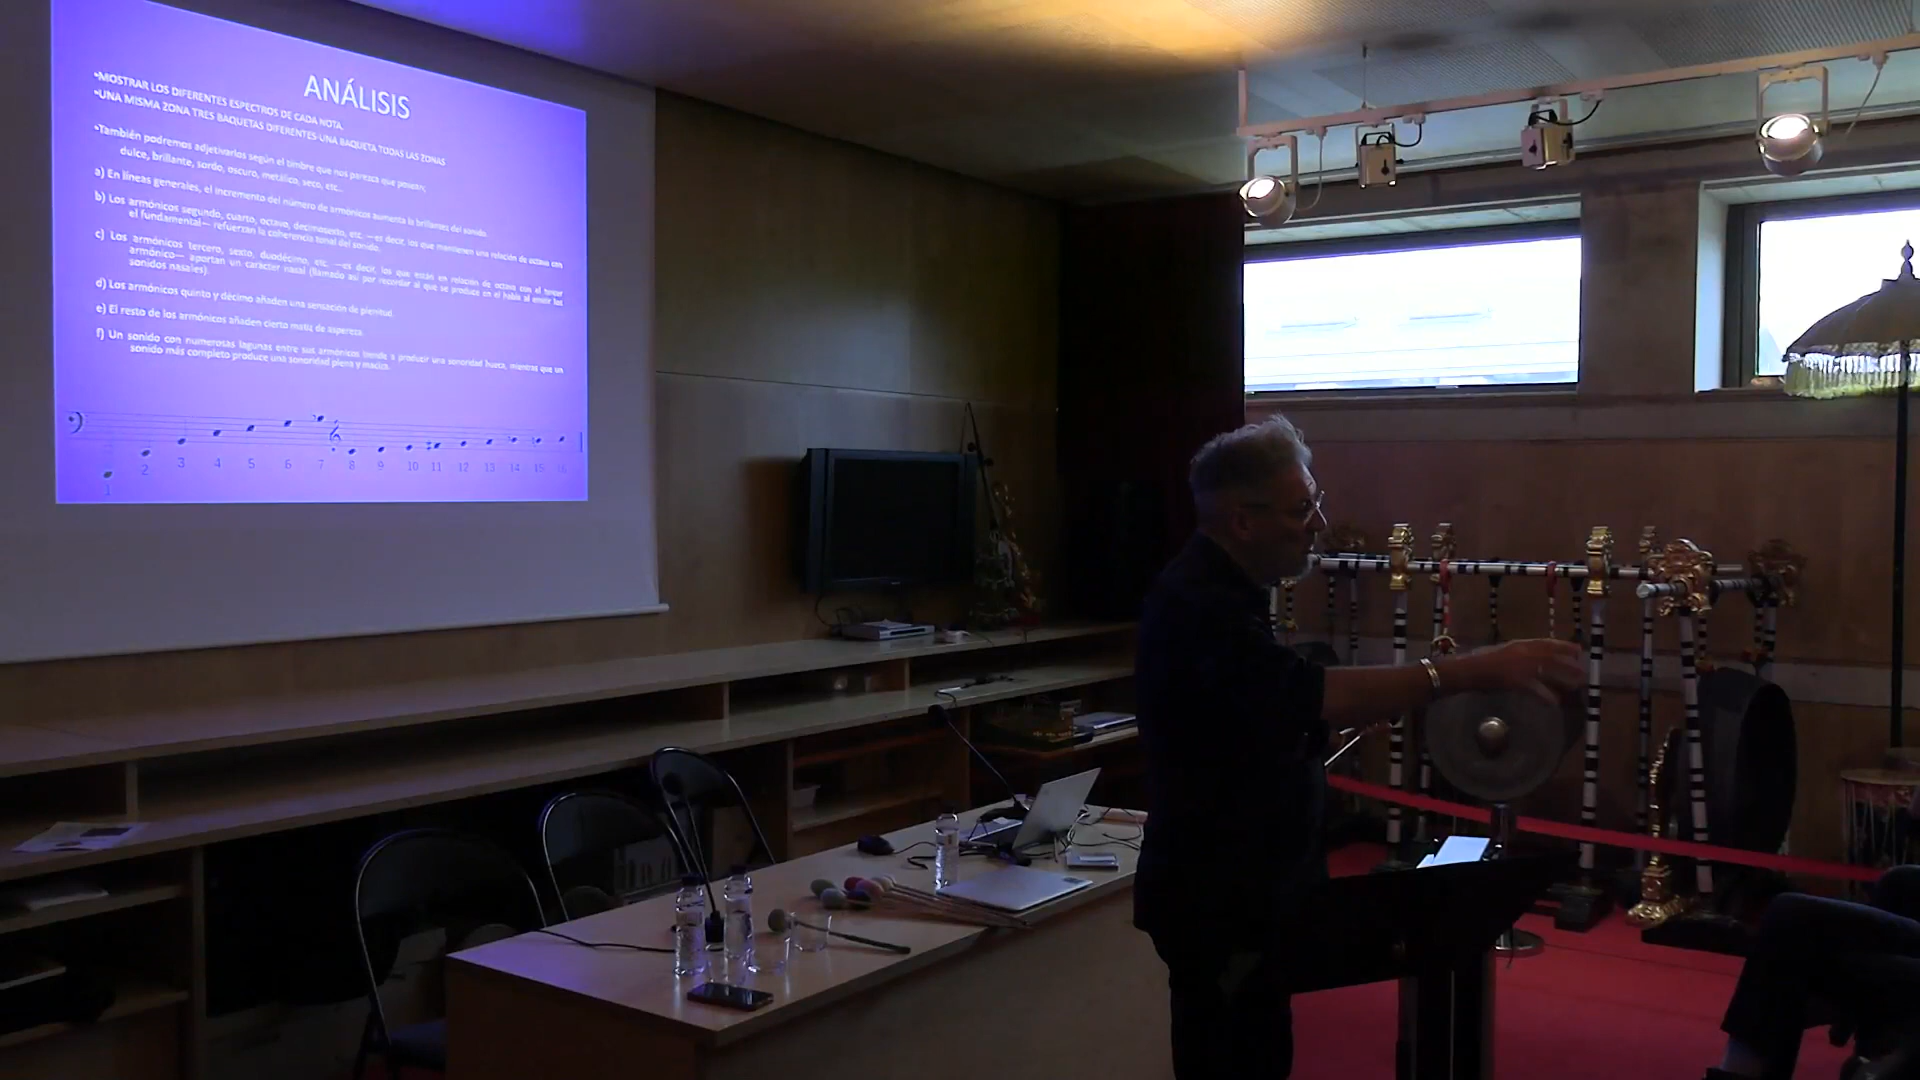 ANÁLISIS
•MOSTRAR LOS DIFERENTES ESPECTROS DE CADA NOTA.
•UNA MISMA ZONA TRES BAQUETAS DIFERENTES-UNA BAQUETA TODAS LAS ZONAS
•También podremos adjetivarlos según el timbre que nos parezca que posean;
dulce, brillante, sordo, oscuro, metálico, seco, etc..
a) En líneas generales, el incremento del número de armónicos aumenta la brillantes del sonido.
b) Los armónicos segundo, cuarto, octavo, decimosexto, etc. —es decir, los que mantienen una relación de octava con
el fundamental— refuerzan la coherencia tonal del sonido.
c) Los armónicos tercero, sexto, duodécimo, etc. —es decir, los que están en relación de octava con el tercer
armónico— aportan un carácter nasal (llamado así por recordar al que se produce en el habla al emitir los
sonidos nasales).
d) Los armónicos quinto y décimo añaden una sensación de plenitud.
e) El resto de los armónicos añaden cierto matiz de aspereza.
f) Un sonido con numerosas lagunas entre sus armónicos tiende a producir una sonoridad hueca, mientras que un
sonido más completo produce una sonoridad plena y maciza.
1 2 3 4 5 6 7 8 9 10 11 12 13 14 15 16